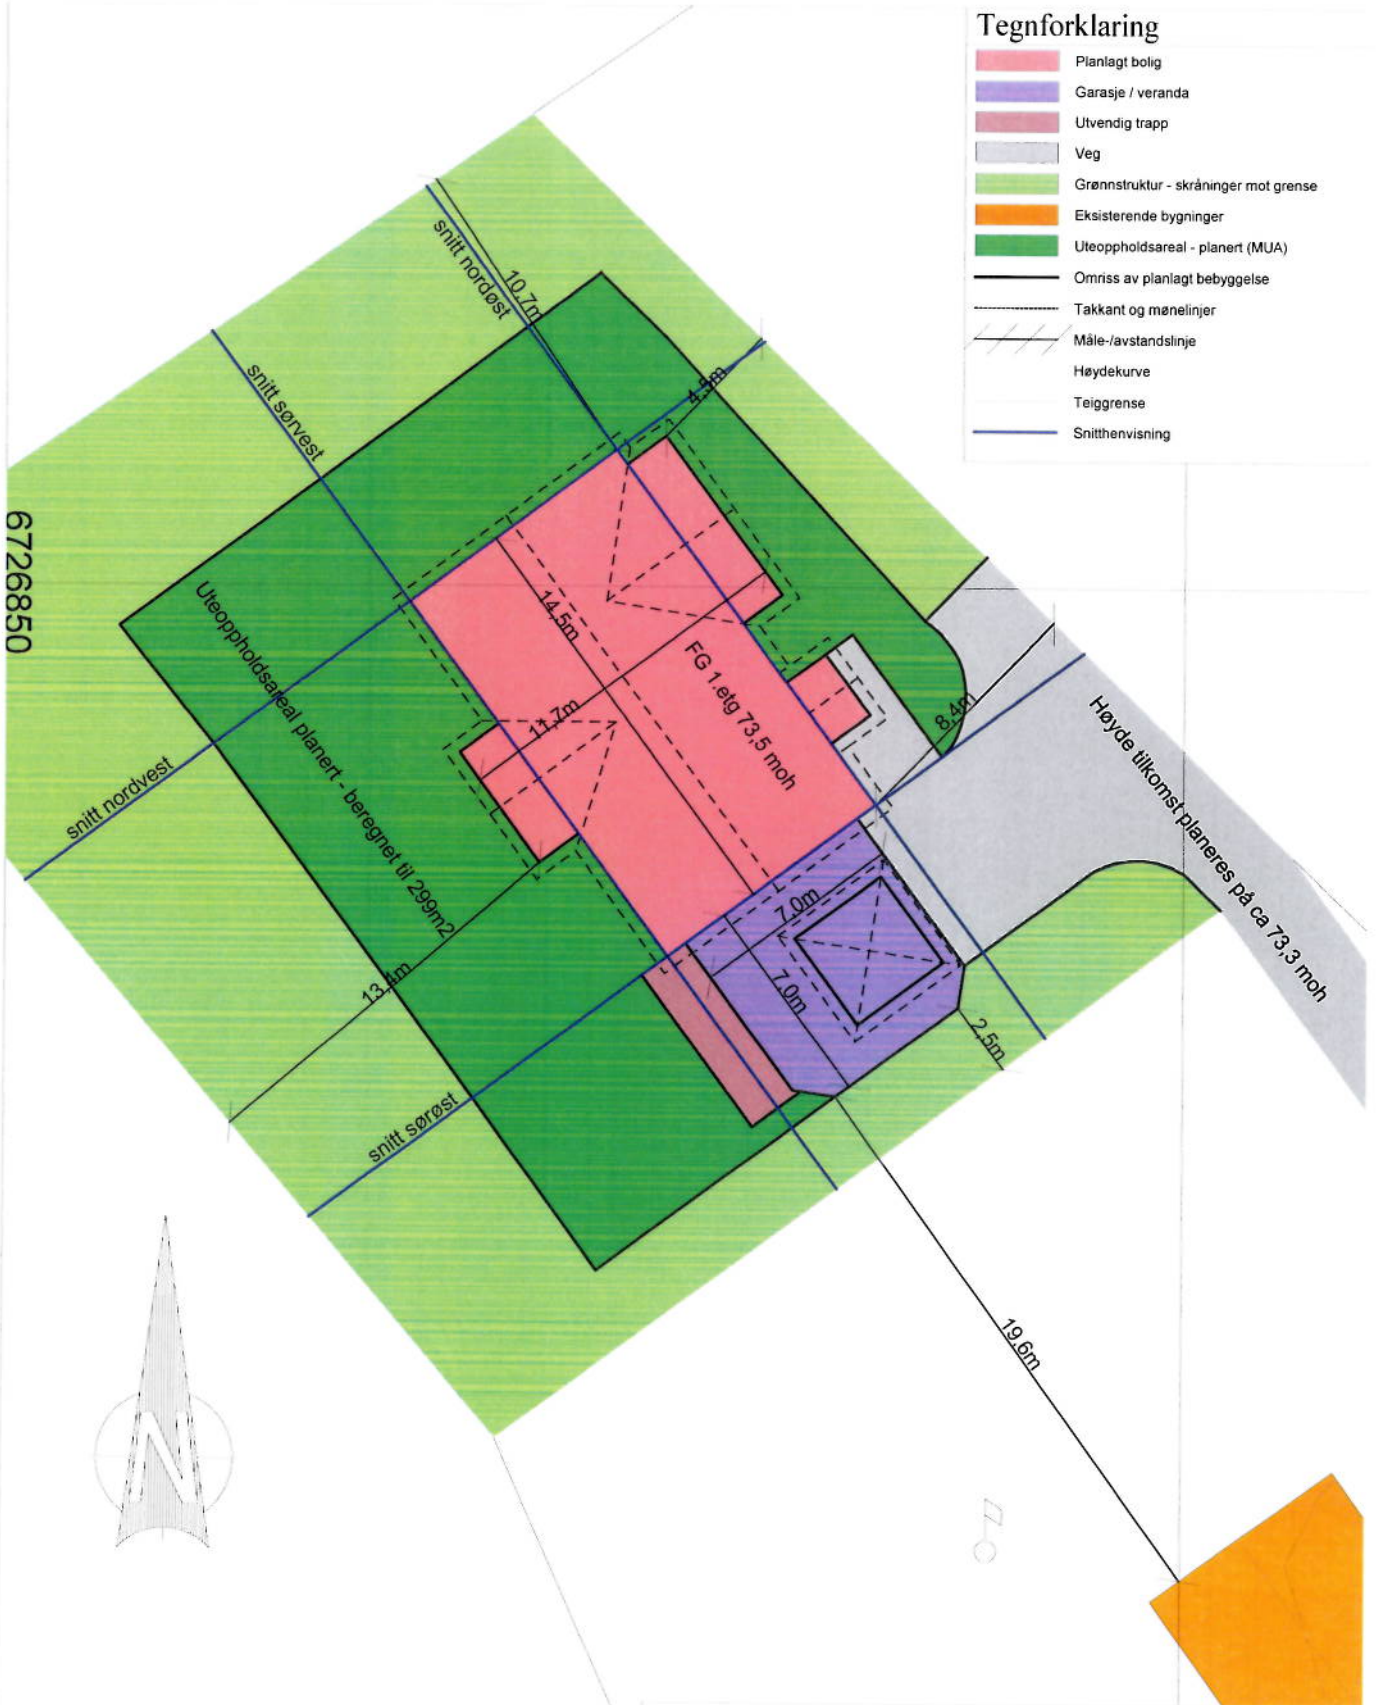 Tegnforklaring
Planlagt bolig
Garasje / veranda
Utvendig trapp
Veg
Grønnstruktur - skråninger mot grense
Eksisterende bygninger
Uteoppholdsareal - planert (MUA)
Omriss av planlagt bebyggelse
Takkant og mønelinjer
Måle-/avstandslinje
Høydekurve
Teiggrense
Snitthenvisning
snitt nordøst
10,7m
snitt sørvest
4,5m
6726850
Uteoppholdsareal planert - beregnet til 299m2
14,5m
11,7m
FG 1.etg 73,5 moh
8,4m
Høyde tilkomst planeres på ca 73,3 moh
snitt nordvest
7,0m
7,0m
13,4m
2,5m
snitt sørøst
19,6m
N